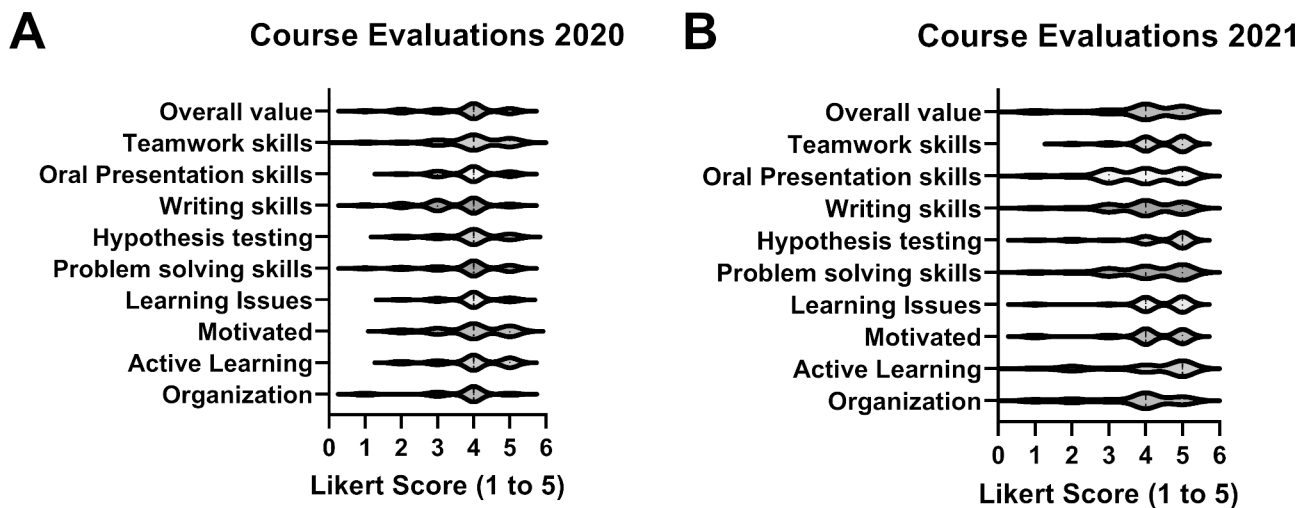 A
Course Evaluations 2020
Overall value
Teamwork skills
Oral Presentation skills
Writing skills
Hypothesis testing
Problem solving skills
Learning Issues
Motivated
Active Learning
Organization
0 1 2 3 4 5 6
Likert Score (1 to 5)
B
Course Evaluations 2021
Overall value
Teamwork skills
Oral Presentation skills
Writing skills
Hypothesis testing
Problem solving skills
Learning Issues
Motivated
Active Learning
Organization
0 1 2 3 4 5 6
Likert Score (1 to 5)